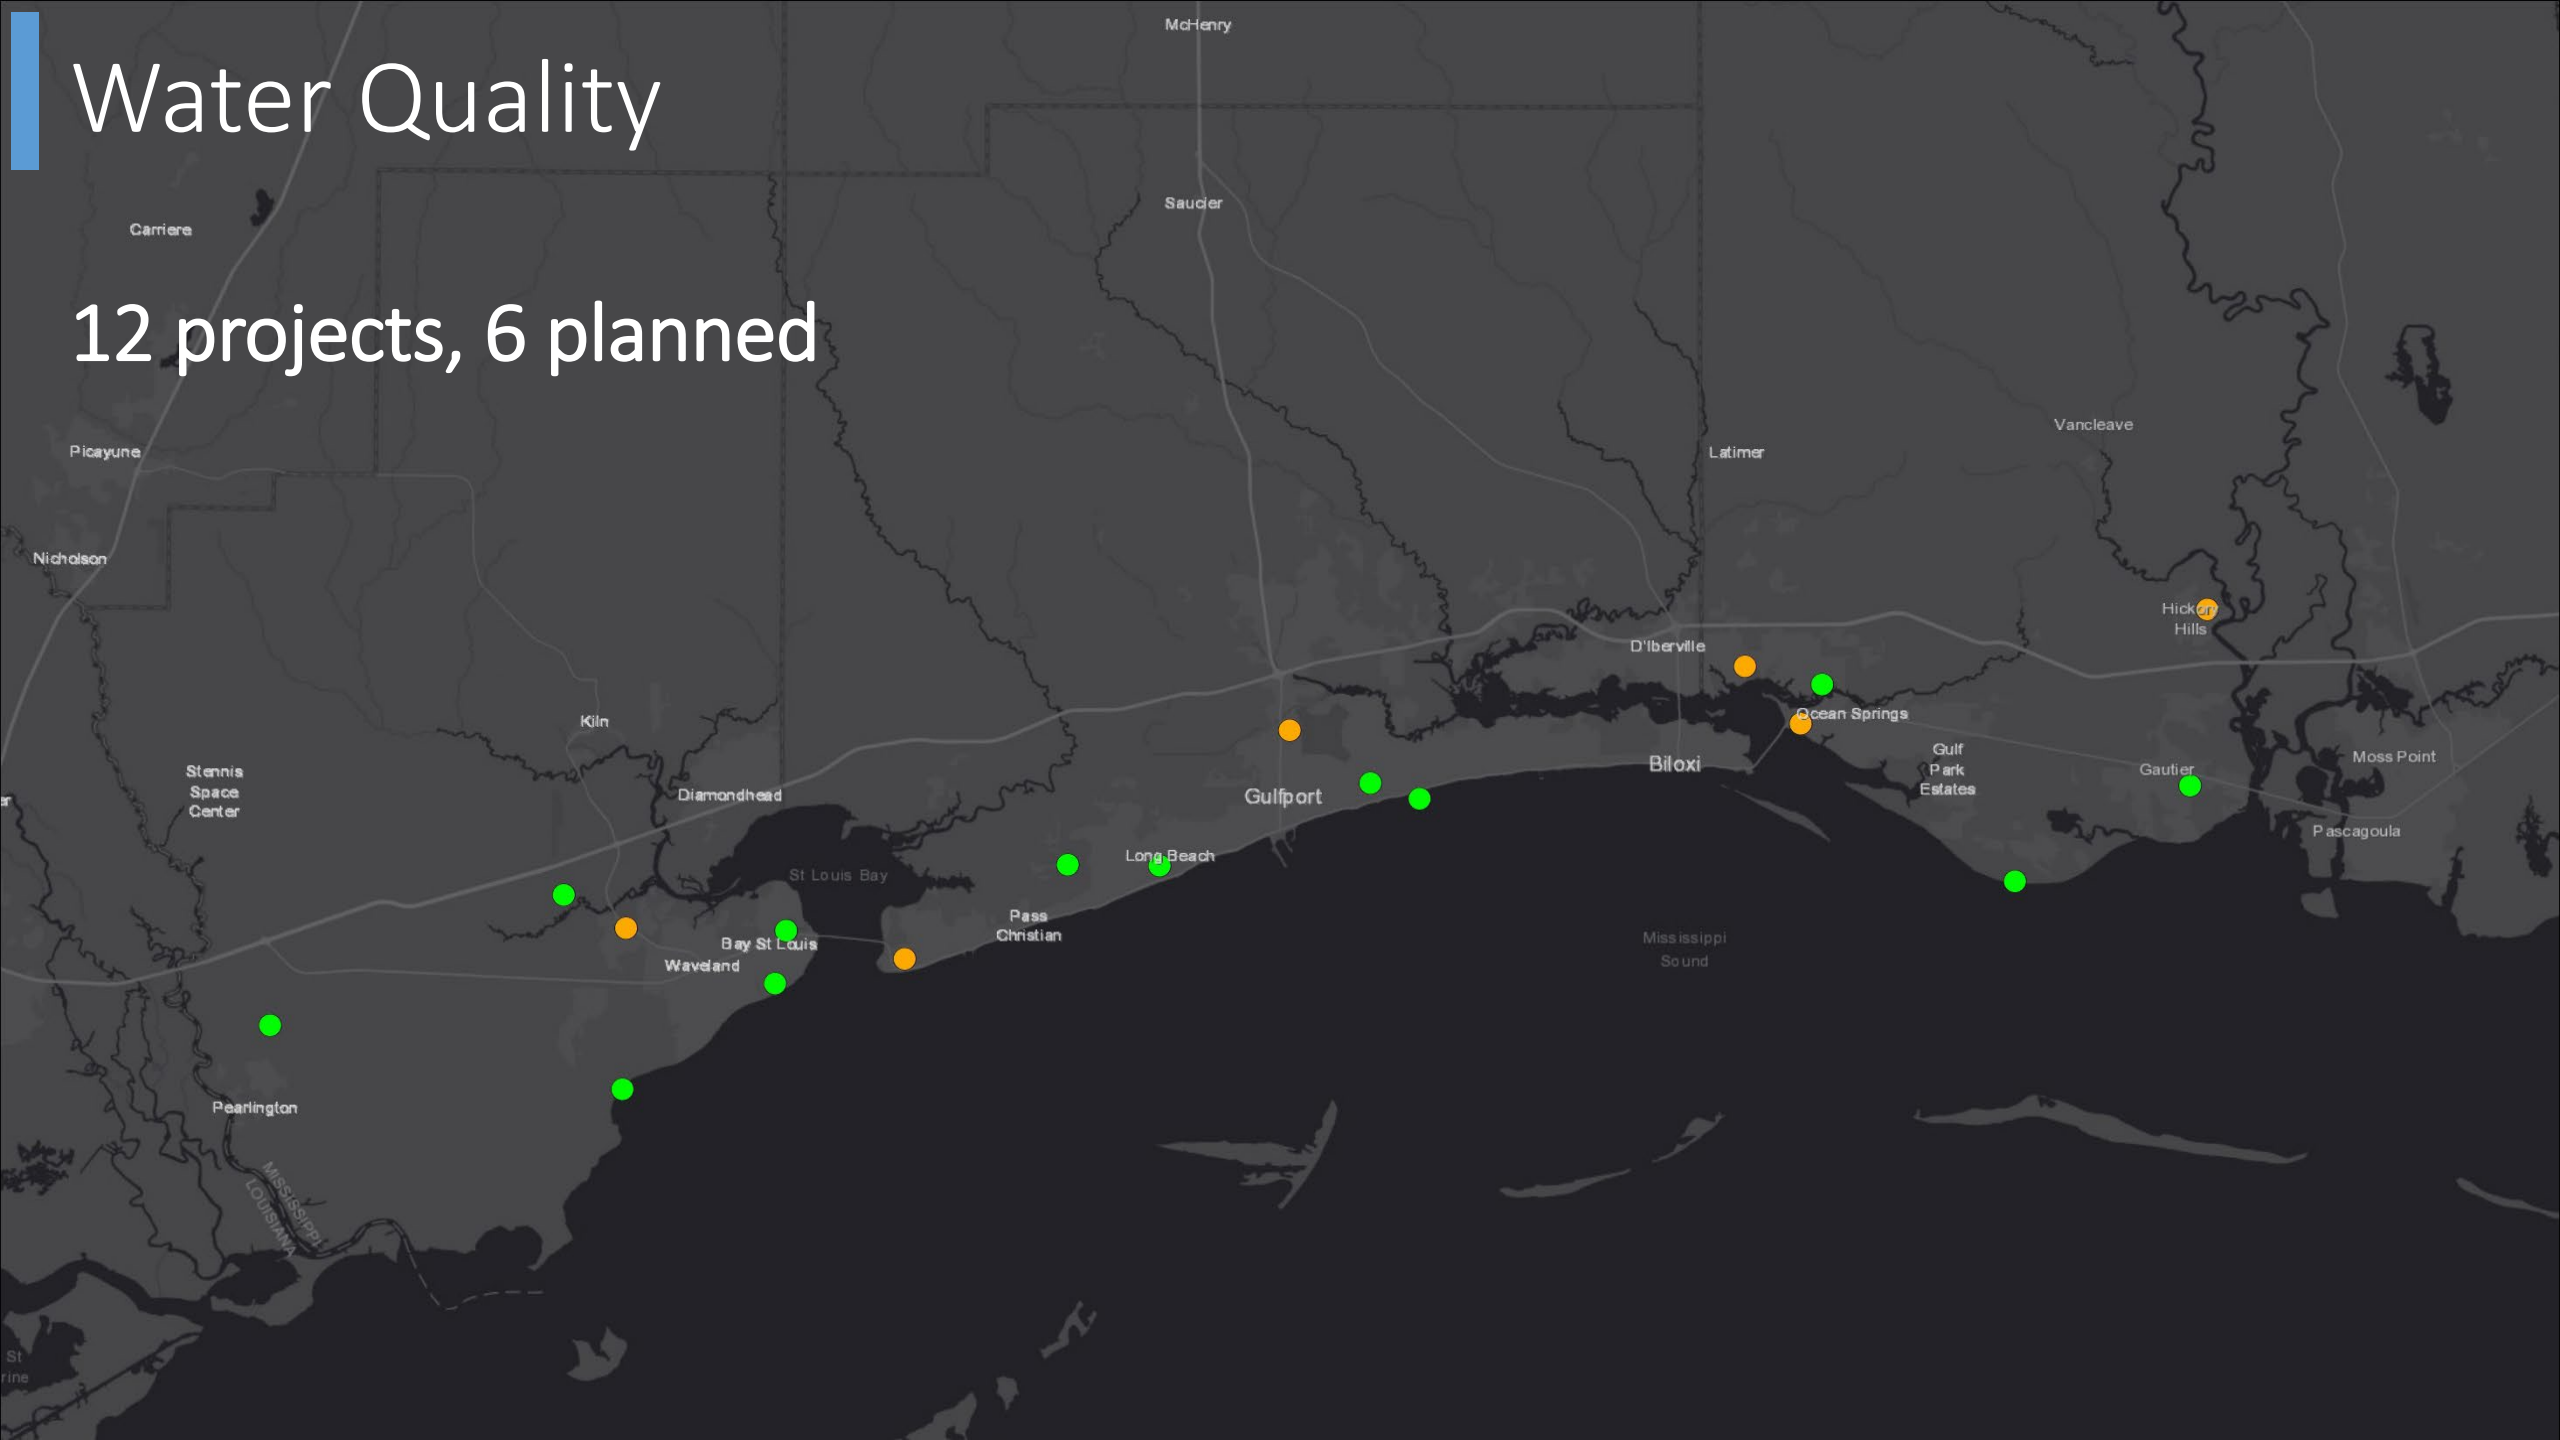 McHenry
Water Quality
Saucier
Carriere
12 projects, 6 planned
Vancleave
Picayune
Latimer
Nicholson
Hickory
Hills
D'Iberville
Ocean Springs
Kiln
Gulf
Park
Estates
Moss Point
Biloxi
Gautier
Stennis
Space
Center
Diamondhead
Gulfport
Pascagoula
Long Beach
St Louis Bay
Pass
Christian
Bay St Louis
Waveland
Mississippi
Sound
Pearlington
MISSISSIPPI
LOUISIANA
St